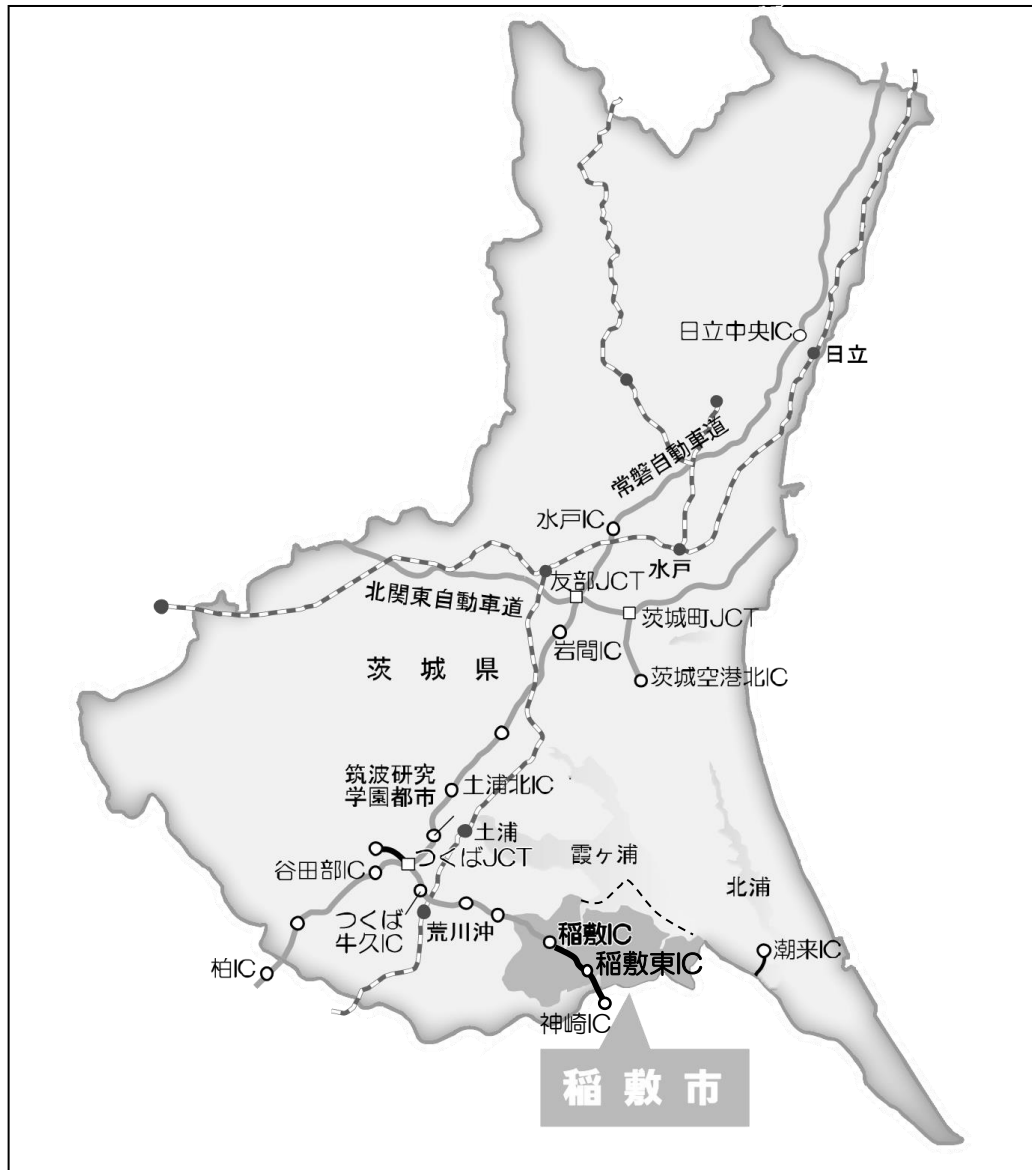 日立中央IC
日立
常磐自動車道
水戸IC
水戸
友部JCT
北関東自動車道
茨城町JCT
岩間IC
茨城県
茨城空港北IC
筑波研究
学園都市
土浦北IC
土浦
つくばJCT
霞ヶ浦
谷田部IC
北浦
つくば
牛久IC
荒川沖
稲敷IC
潮来IC
稲敷東IC
柏IC
神崎IC
稲敷市